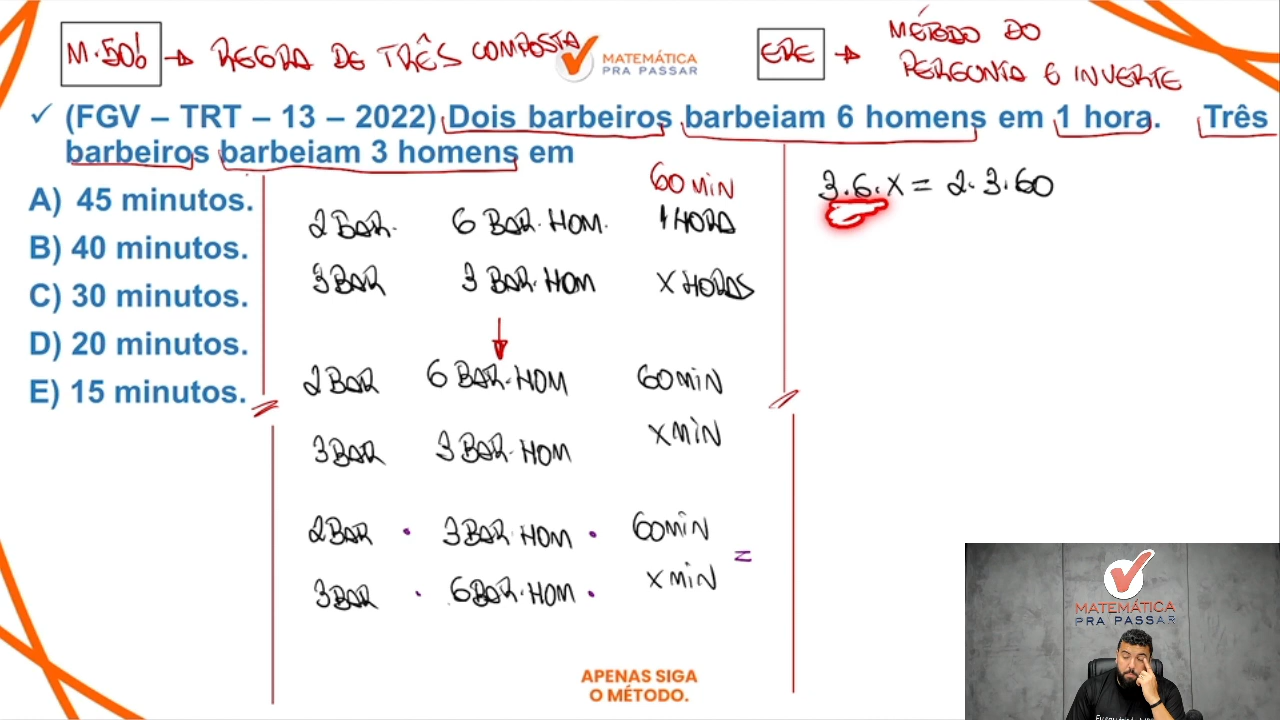 M.50! → REGRA DE TRÊS COMPOSTA
MATEMÁTICA
PRA PASSAR
ERE → MÉTODO DO
PERGUNTA E INVERTE
✓ (FGV – TRT – 13 – 2022) Dois barbeiros barbeiam 6 homens em 1 hora. Três
barbeiros barbeiam 3 homens em
A) 45 minutos.
B) 40 minutos.
C) 30 minutos.
D) 20 minutos.
E) 15 minutos.
60 MIN
2 BAR. 6 BAR. HOM. 1 HORA
3 BAR 3 BAR. HOM X HORAS
2 BAR 6 BAR. HOM 60 MIN
3 BAR 3 BAR. HOM X MIN
2 BAR . 3 BAR. HOM . 60 MIN
3 BAR . 6 BAR. HOM . X MIN =
3.6.X = 2.3.60
APENAS SIGA
O MÉTODO.
MATEMÁTICA
PRA PASSAR